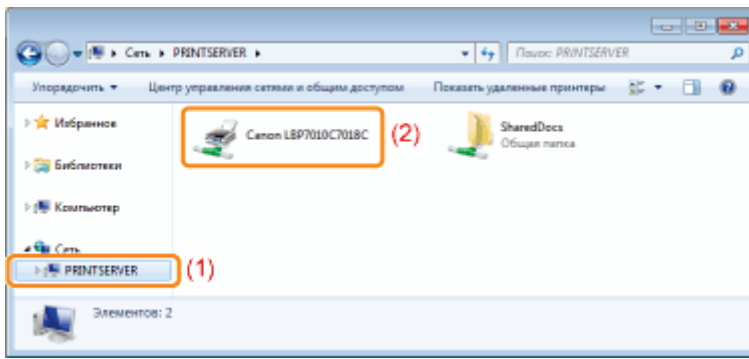 Сеть ▸ PRINTSERVER ▸ Поиск: PRINTSERVER
Упорядочить Центр управления сетями и общим доступом Показать удаленные принтеры
Избранное
Canon LBP7010C7018C (2)
SharedDocs
Общая папка
Библиотеки
Компьютер
Сеть
PRINTSERVER (1)
Элементов: 2